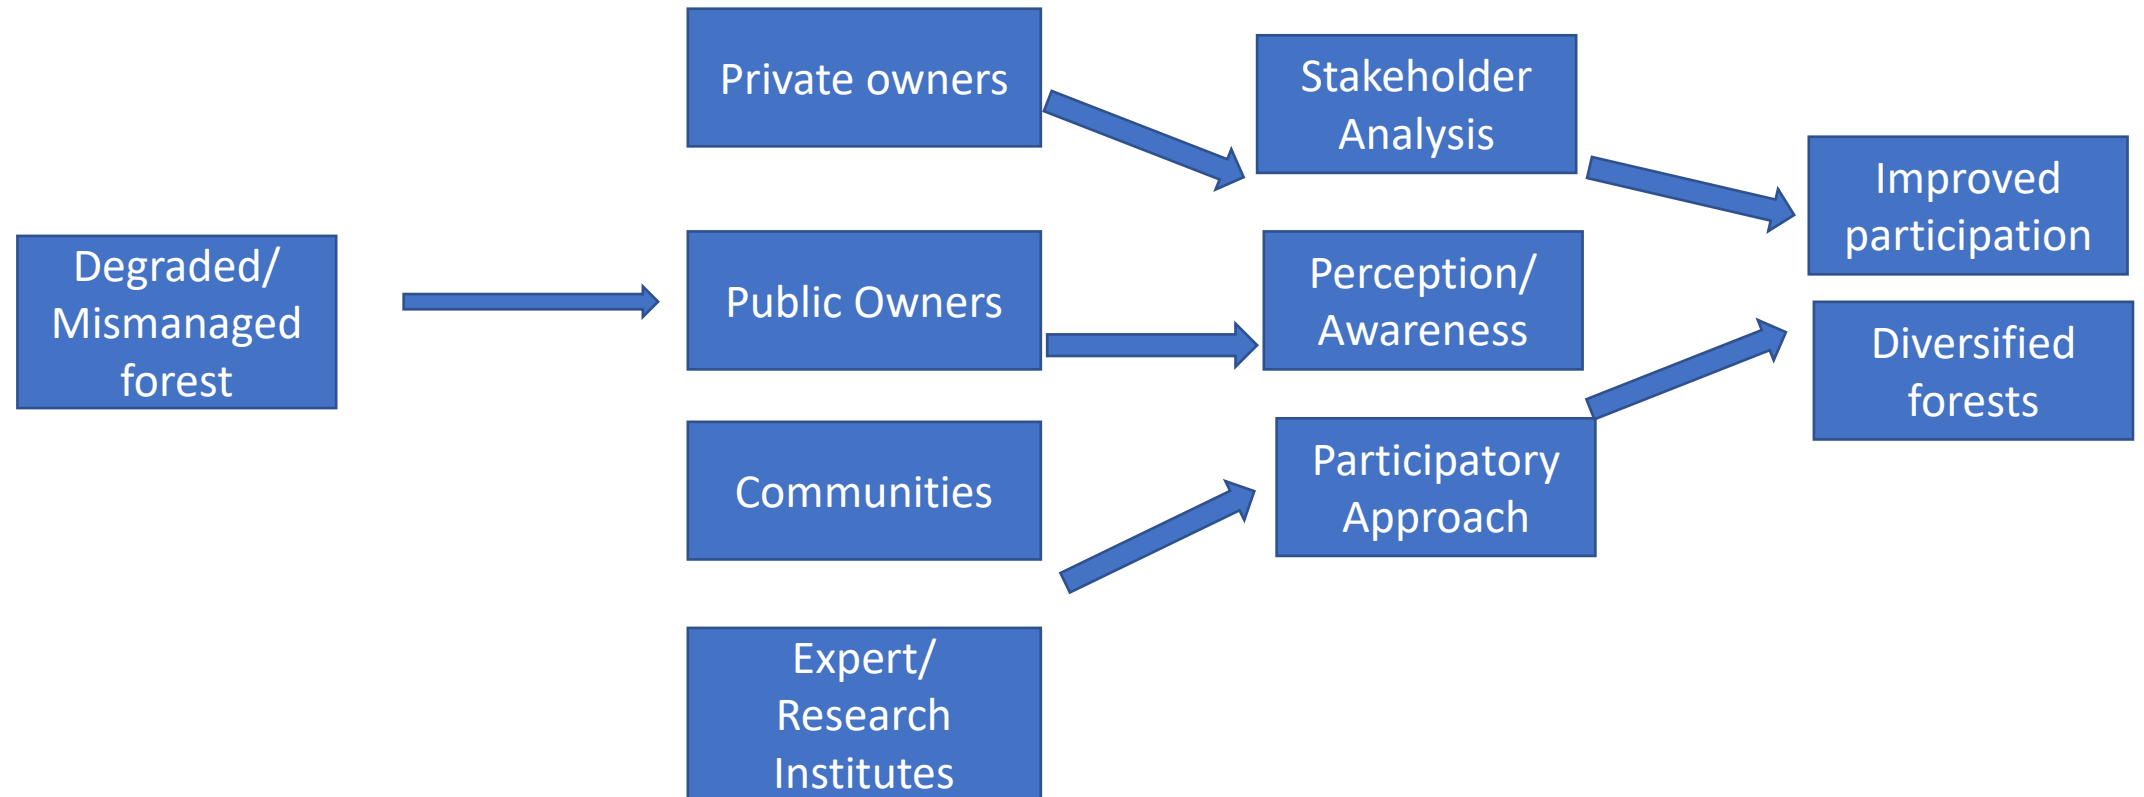 Degraded/
Mismanaged
forest
Private owners
Public Owners
Communities
Expert/
Research
Institutes
Stakeholder
Analysis
Perception/
Awareness
Participatory
Approach
Improved
participation
Diversified
forests